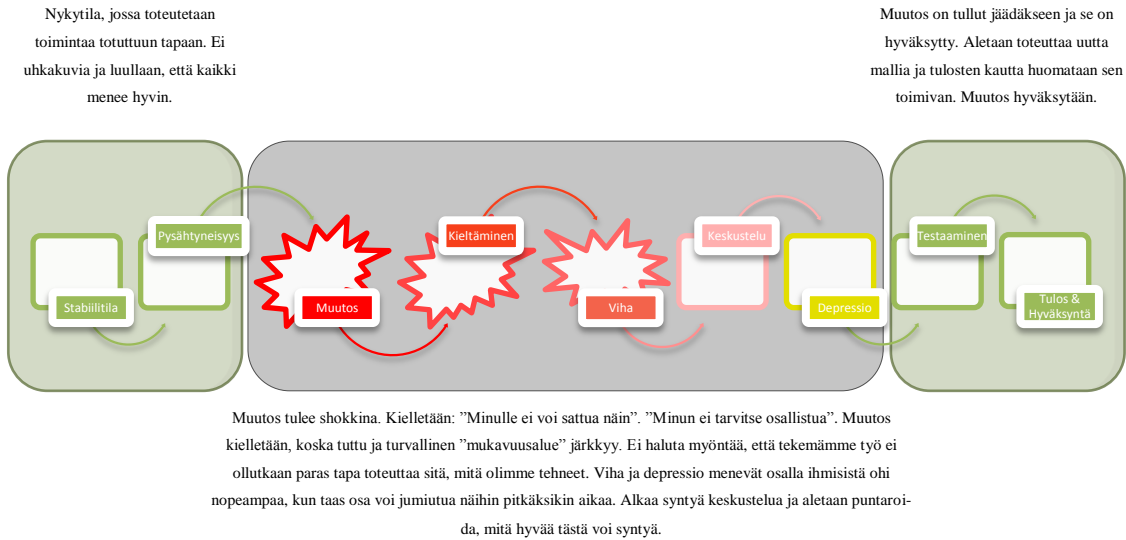 Nykytila, jossa toteutetaan
toimintaa totuttuun tapaan. Ei
uhkakuvia ja luullaan, että kaikki
menee hyvin.
Muutos on tullut jäädäkseen ja se on
hyväksytty. Aletaan toteuttaa uutta
mallia ja tulosten kautta huomataan sen
toimivan. Muutos hyväksytään.
Stabiilitila
Pysähtyneisyys
Muutos
Kieltäminen
Viha
Keskustelu
Depressio
Testaaminen
Tulos &
Hyväksyntä
Muutos tulee shokkina. Kielletään: ”Minulle ei voi sattua näin”. ”Minun ei tarvitse osallistua”. Muutos
kielletään, koska tuttu ja turvallinen ”mukavuusalue” järkkyy. Ei haluta myöntää, että tekemämme työ ei
ollutkaan paras tapa toteuttaa sitä, mitä olimme tehneet. Viha ja depressio menevät osalla ihmisistä ohi
nopeampaa, kun taas osa voi jumiutua näihin pitkäksikin aikaa. Alkaa syntyä keskustelua ja aletaan puntaroi-
da, mitä hyvää tästä voi syntyä.